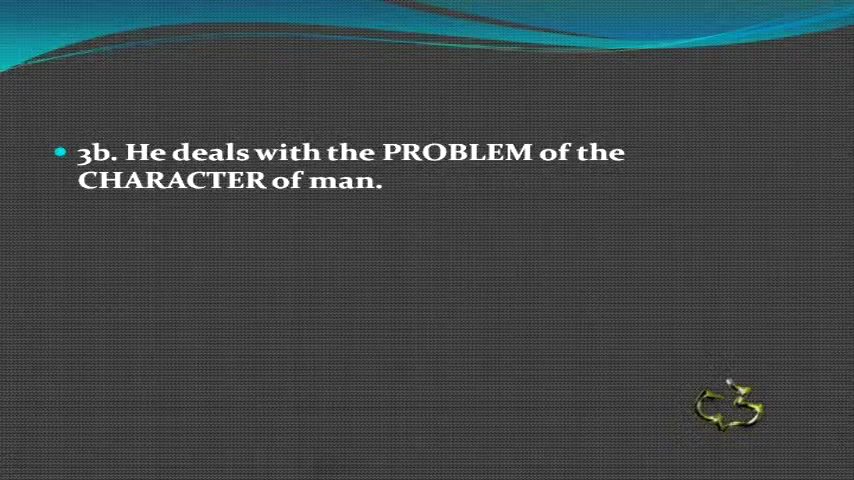 3b. He deals with the PROBLEM of the
CHARACTER of man.